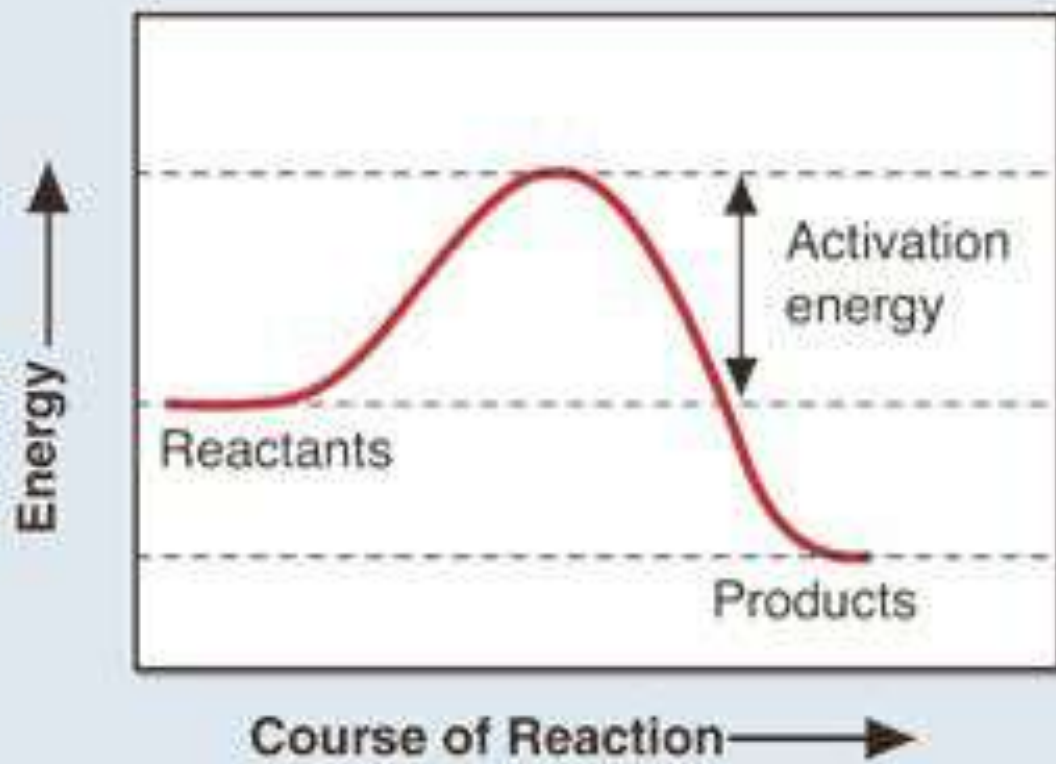 Energy
Activation
energy
Reactants
Products
Course of Reaction